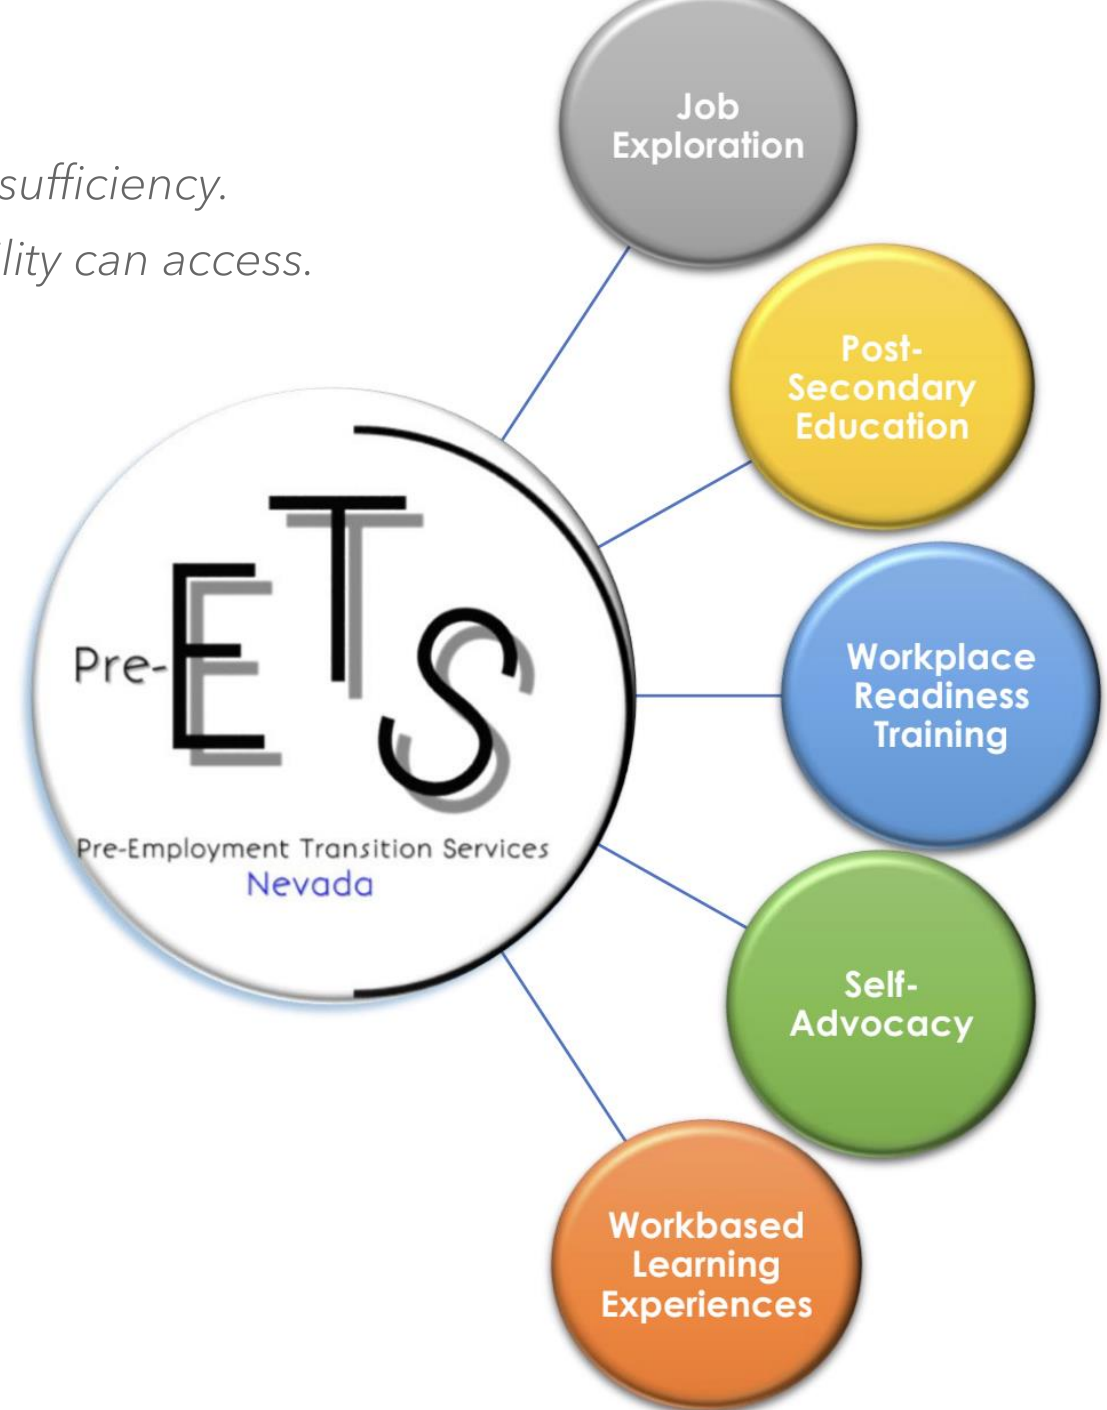 Job
Exploration
sufficiency.
lity can access.
Post-
Secondary
Education
Pre-ETS
Pre-Employment Transition Services
Nevada
Workplace
Readiness
Training
Self-
Advocacy
Workbased
Learning
Experiences